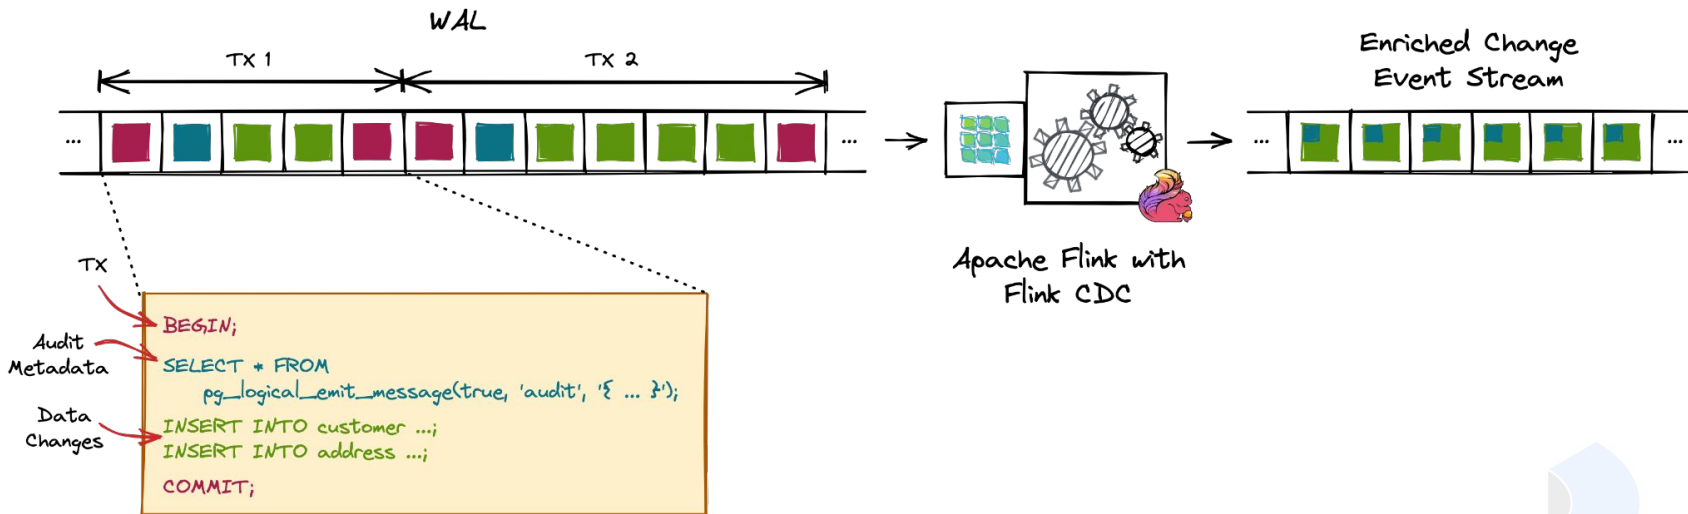 WAL
TX 1
TX 2
...
...
Apache Flink with
Flink CDC
Enriched Change
Event Stream
...
...
TX
Audit
Metadata
Data
Changes
BEGIN;
SELECT * FROM
pg_logical_emit_message(true, 'audit', '{ ... }');
INSERT INTO customer ...;
INSERT INTO address ...;
COMMIT;